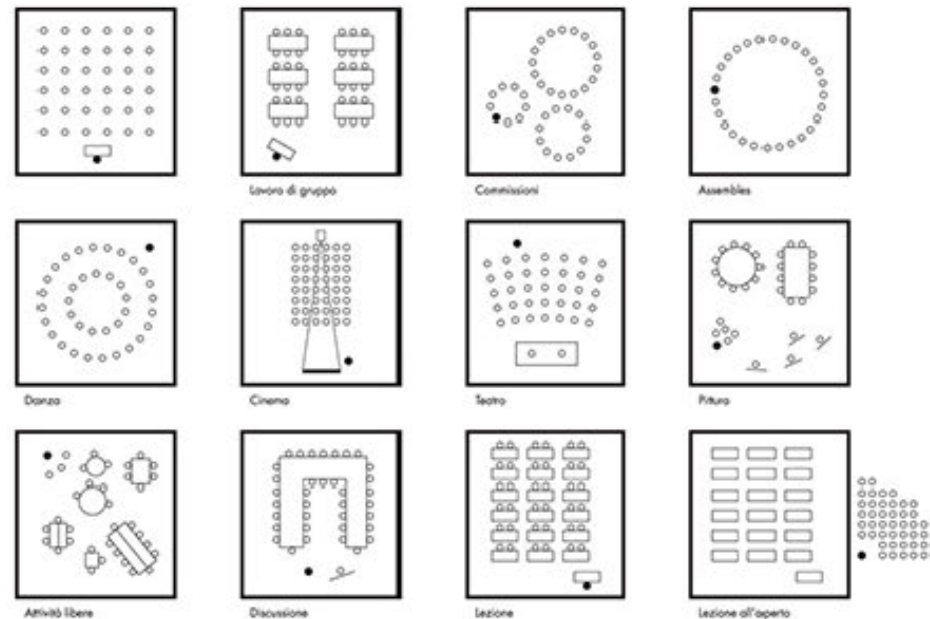 Lavoro di gruppo
Commissioni
Assemblea
Danza
Cinema
Teatro
Pittura
Attività libere
Discussione
Lezione
Lezione all'aperto